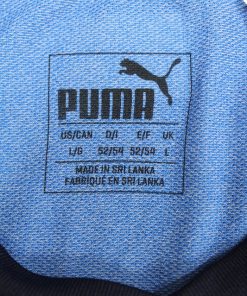 PUMA
US/CAN D/I E/F UK
L/G 52/54 52/54 L
MADE IN SRI LANKA
FABRIQUÉ EN SRI LANKA